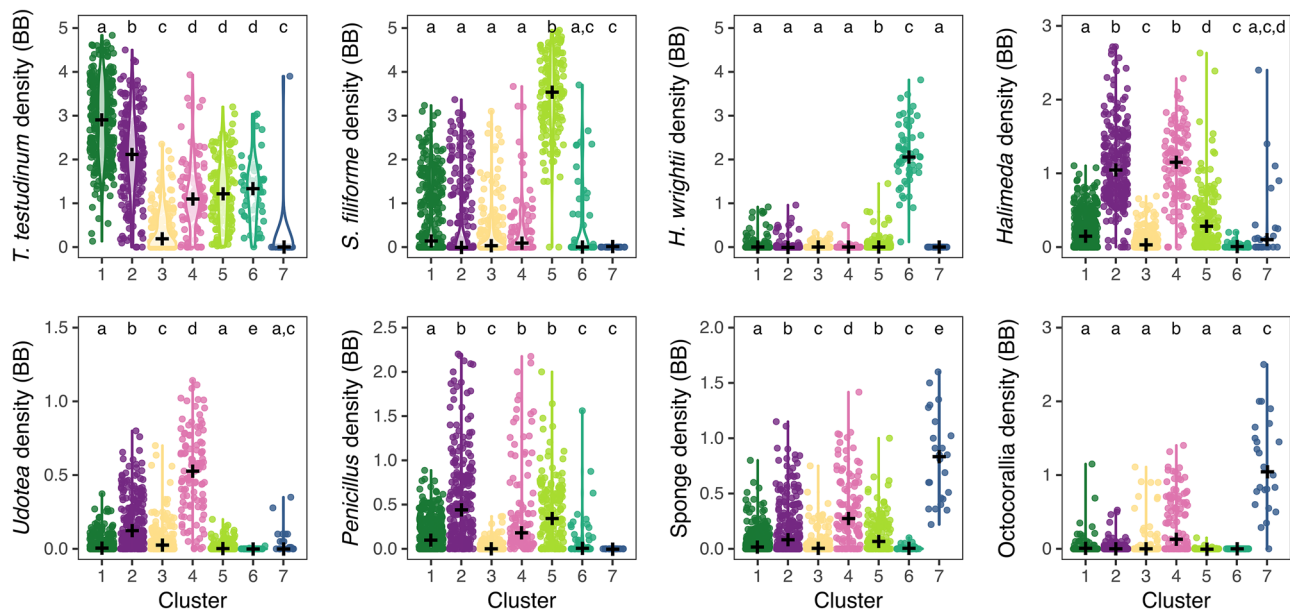 T. testudinum density (BB)
5
4
3
2
1
0
a b c d d d c
1 2 3 4 5 6 7
S. filiforme density (BB)
5
4
3
2
1
0
a a a a b a,c c
1 2 3 4 5 6 7
H. wrightii density (BB)
5
4
3
2
1
0
a a a a a b a
1 2 3 4 5 6 7
Halimeda density (BB)
3
2
1
0
a b c b d c a,c,d
1 2 3 4 5 6 7
Udotea density (BB)
1.5
1.0
0.5
0.0
a b c d a e a,c
1 2 3 4 5 6 7
Cluster
Penicillus density (BB)
2.5
2.0
1.5
1.0
0.5
0.0
a b c b b c c
1 2 3 4 5 6 7
Cluster
Sponge density (BB)
2.0
1.5
1.0
0.5
0.0
a b c d b c e
1 2 3 4 5 6 7
Cluster
Octocorallia density (BB)
3
2
1
0
a a a b a a c
1 2 3 4 5 6 7
Cluster